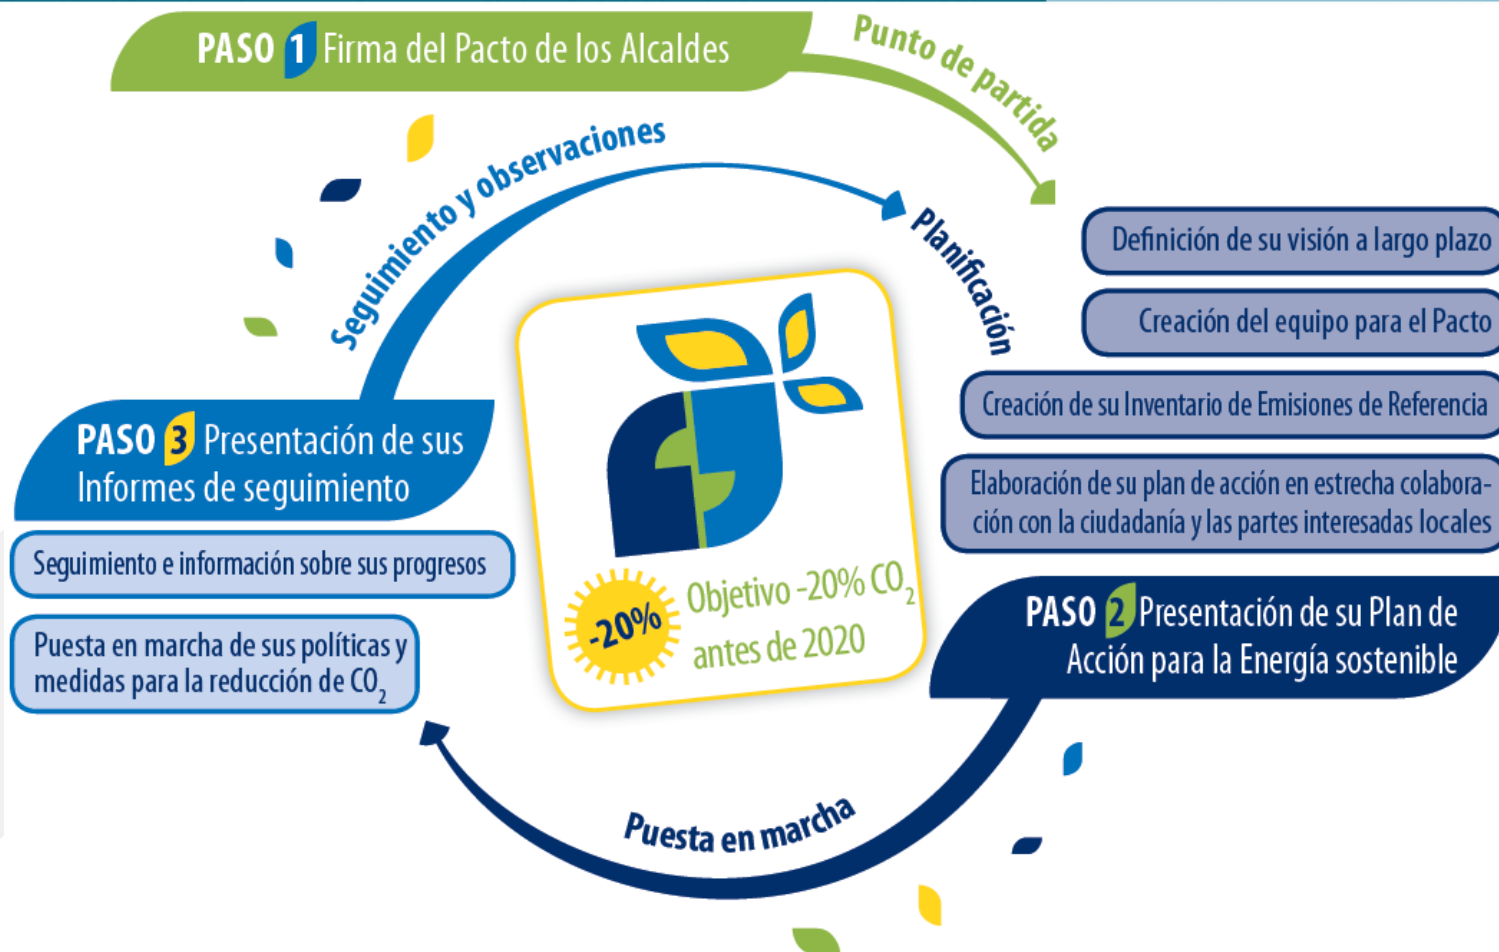 PASO 1 Firma del Pacto de los Alcaldes
Punto de partida
Seguimiento y observaciones
Planificación
Definición de su visión a largo plazo
Creación del equipo para el Pacto
Creación de su Inventario de Emisiones de Referencia
Elaboración de su plan de acción en estrecha colabora-
ción con la ciudadanía y las partes interesadas locales
PASO 2 Presentación de su Plan de
Acción para la Energía sostenible
Puesta en marcha
PASO 3 Presentación de sus
Informes de seguimiento
Seguimiento e información sobre sus progresos
Puesta en marcha de sus políticas y
medidas para la reducción de CO₂
-20%
Objetivo -20% CO₂
antes de 2020